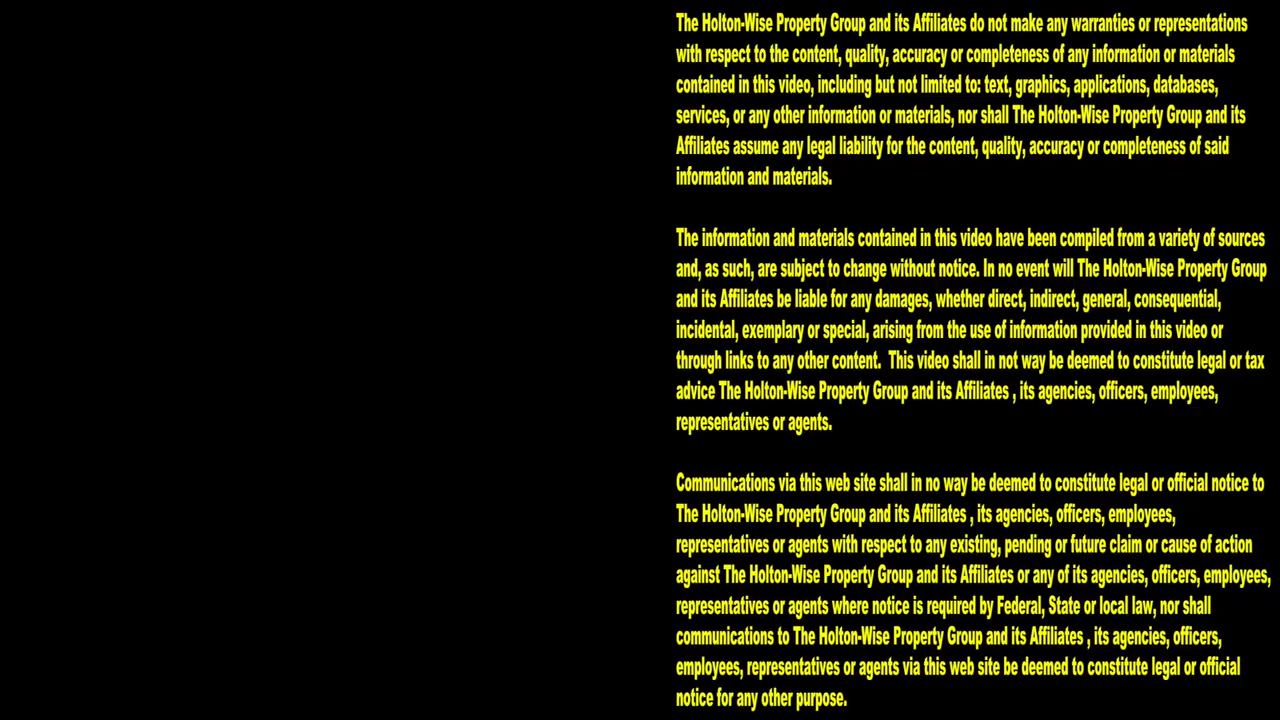 The Holton-Wise Property Group and its Affiliates do not make any warranties or representations
with respect to the content, quality, accuracy or completeness of any information or materials
contained in this video, including but not limited to: text, graphics, applications, databases,
services, or any other information or materials, nor shall The Holton-Wise Property Group and its
Affiliates assume any legal liability for the content, quality, accuracy or completeness of said
information and materials.
The information and materials contained in this video have been compiled from a variety of sources
and, as such, are subject to change without notice. In no event will The Holton-Wise Property Group
and its Affiliates be liable for any damages, whether direct, indirect, general, consequential,
incidental, exemplary or special, arising from the use of information provided in this video or
through links to any other content.  This video shall in not way be deemed to constitute legal or tax
advice The Holton-Wise Property Group and its Affiliates , its agencies, officers, employees,
representatives or agents.
Communications via this web site shall in no way be deemed to constitute legal or official notice to
The Holton-Wise Property Group and its Affiliates , its agencies, officers, employees,
representatives or agents with respect to any existing, pending or future claim or cause of action
against The Holton-Wise Property Group and its Affiliates or any of its agencies, officers, employees,
representatives or agents where notice is required by Federal, State or local law, nor shall
communications to The Holton-Wise Property Group and its Affiliates , its agencies, officers,
employees, representatives or agents via this web site be deemed to constitute legal or official
notice for any other purpose.